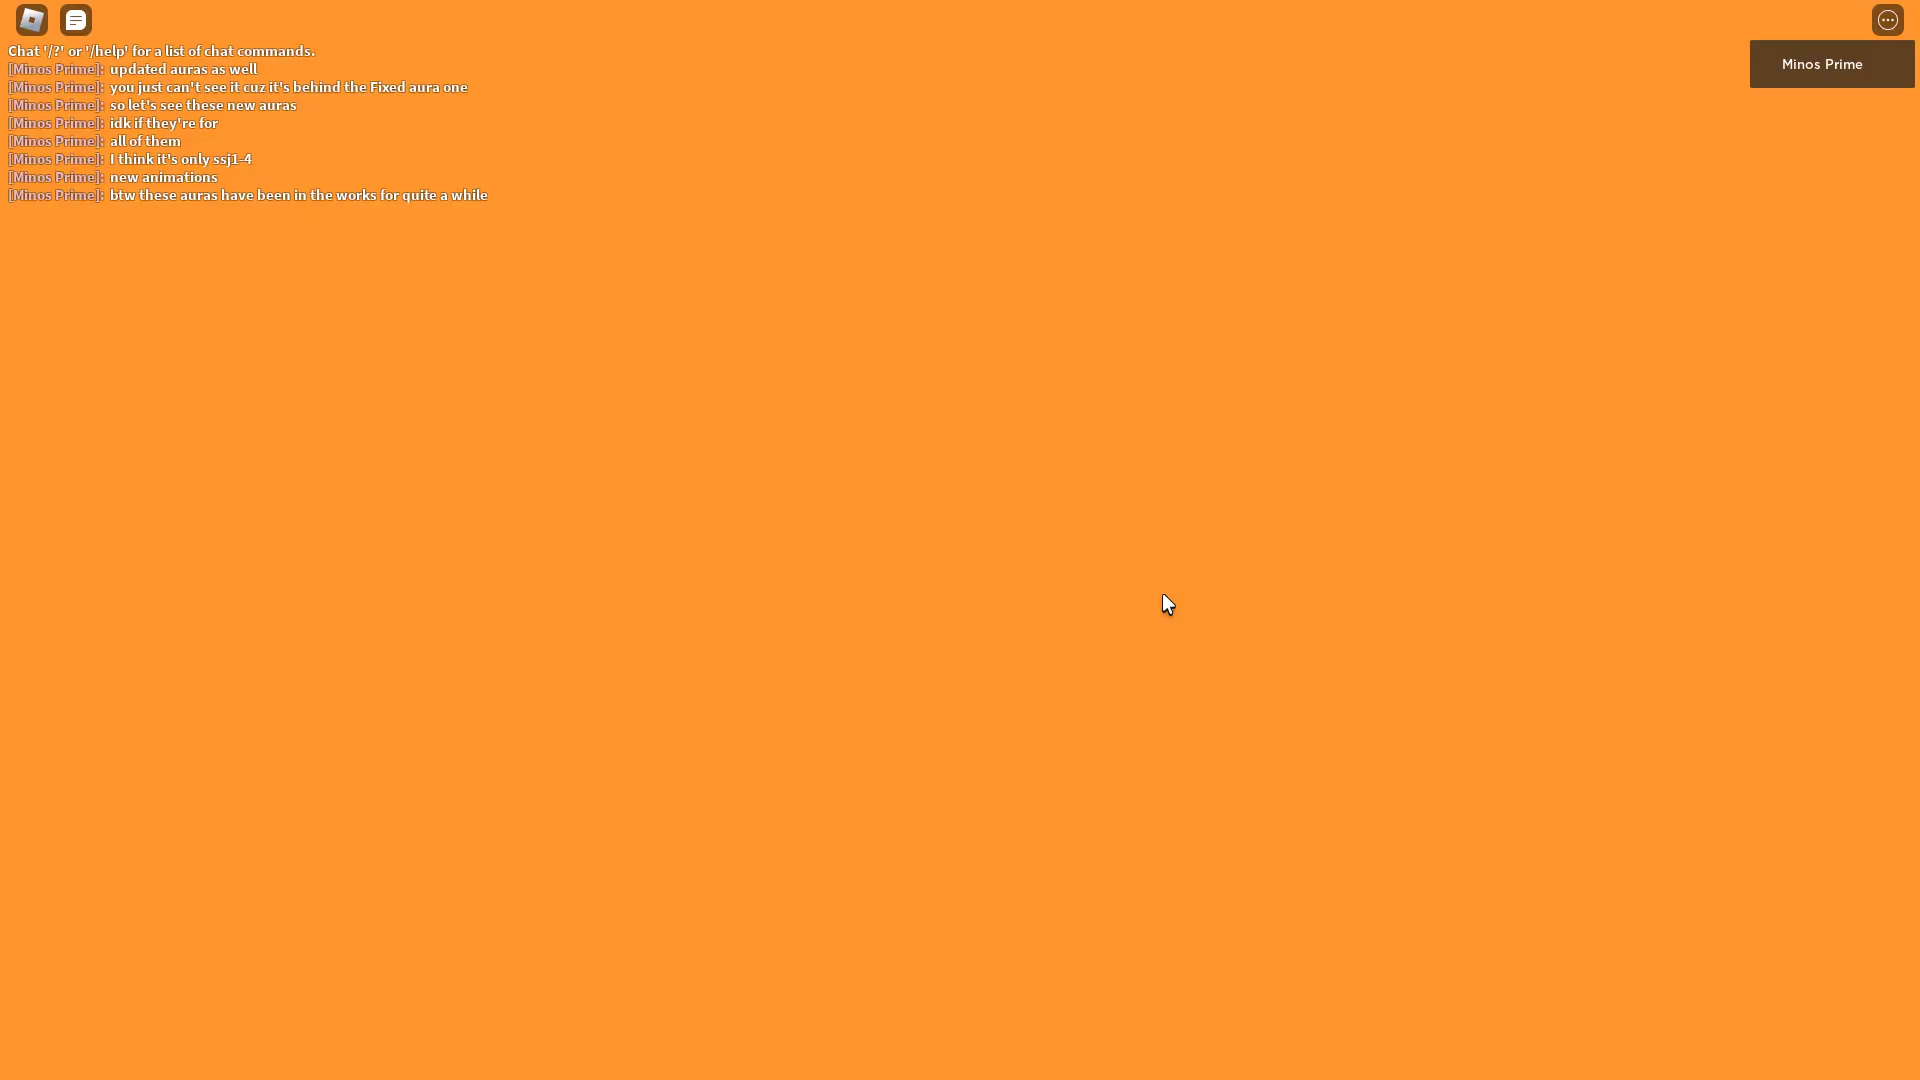 Chat '/?' or '/help' for a list of chat commands.
Minos Prime
[Minos Prime]: updated auras as well
[Minos Prime]: you just can't see it cuz it's behind the Fixed aura one
[Minos Prime]: so let's see these new auras
[Minos Prime]: idk if they're for
[Minos Prime]: all of them
[Minos Prime]: I think it's only ssj1-4
[Minos Prime]: new animations
[Minos Prime]: btw these auras have been in the works for quite a while